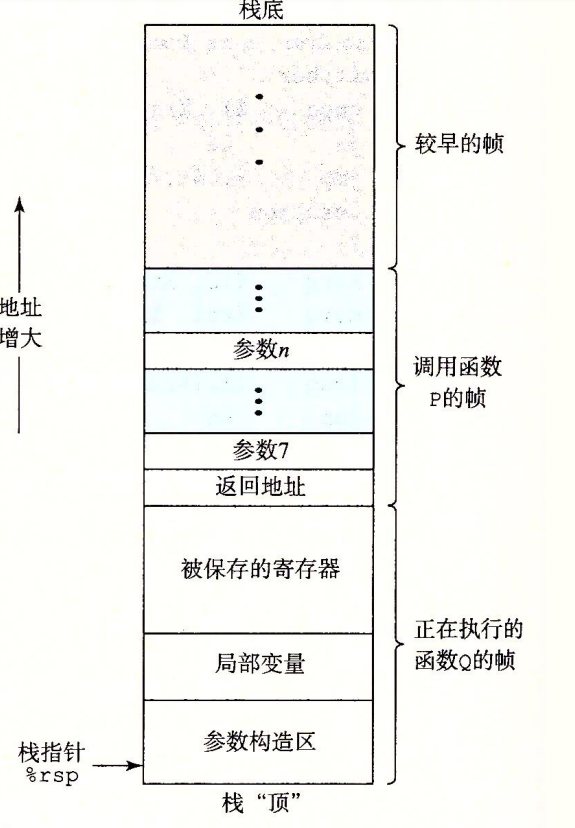 栈底
较早的帧
地址
增大
参数n
调用函数
P的帧
参数7
返回地址
被保存的寄存器
正在执行的
函数Q的帧
局部变量
参数构造区
栈指针
%rsp
栈“顶”